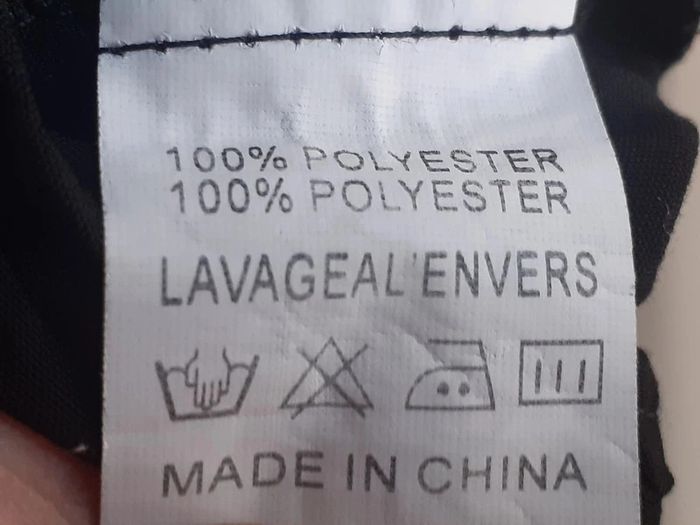 100% POLYESTER
100% POLYESTER
LAVAGEAL'ENVERS
MADE IN CHINA